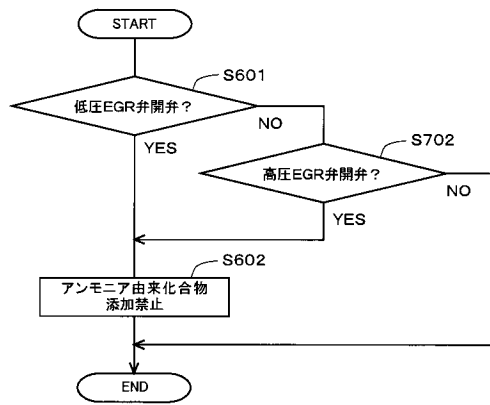 START
S601
低圧EGR弁開弁？
NO
YES
S702
高圧EGR弁開弁？
NO
YES
S602
アンモニア由来化合物
添加禁止
END